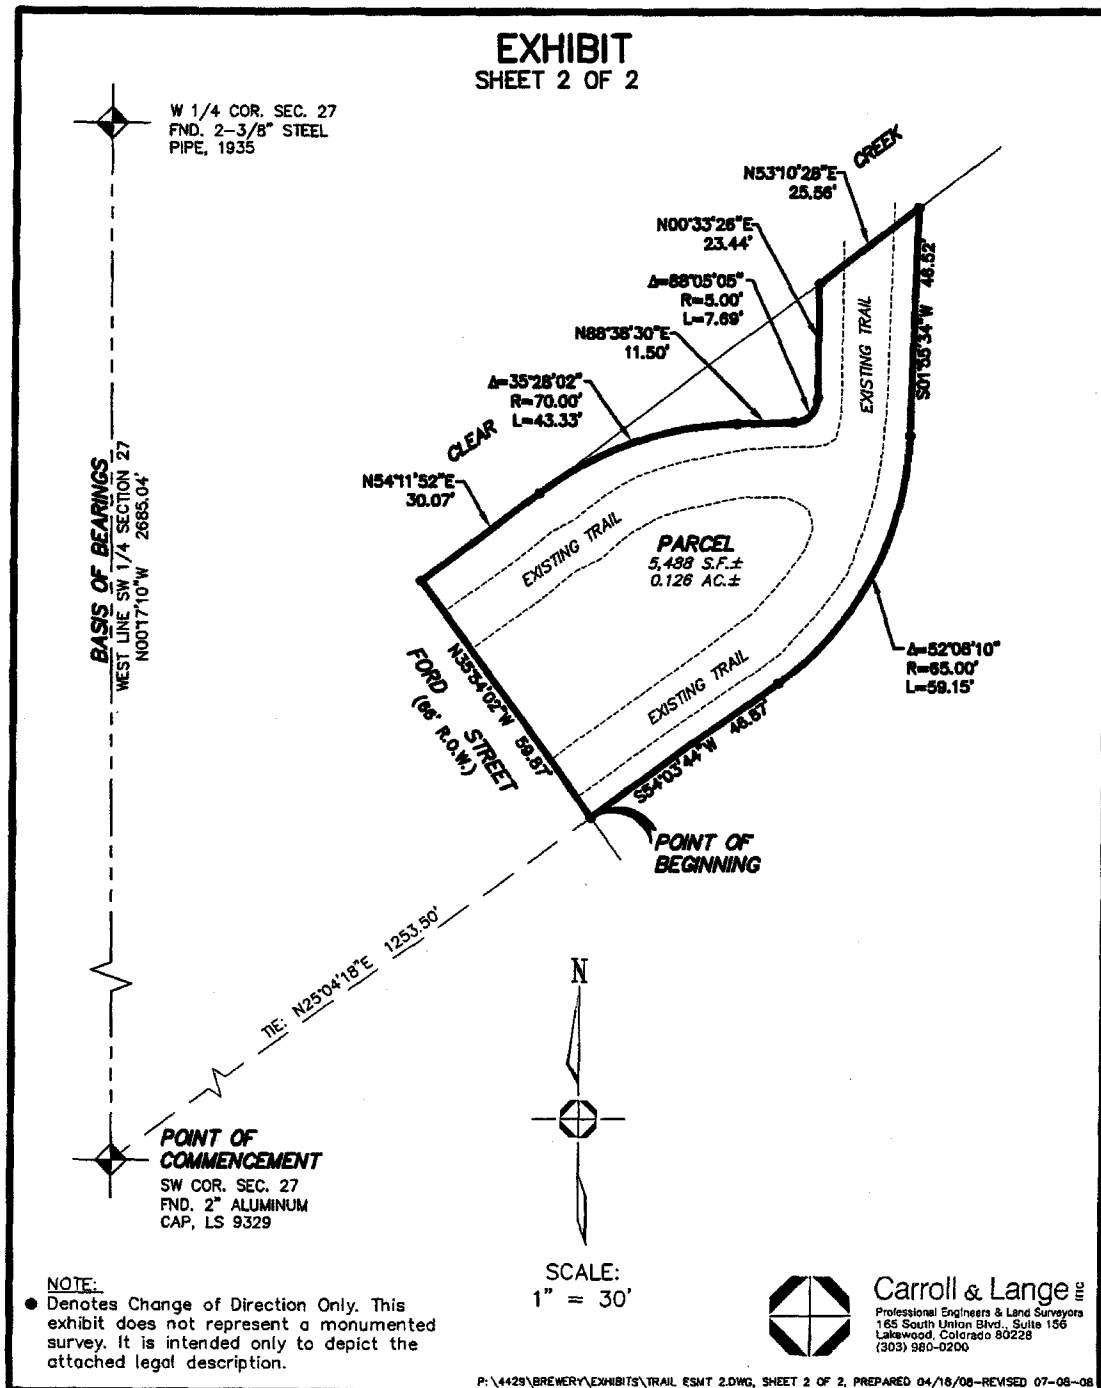 EXHIBIT
SHEET 2 OF 2
W 1/4 COR. SEC. 27
FND. 2-3/8" STEEL
PIPE, 1935
CREEK
N53°10'28"E
25.56'
N00°33'26"E
23.44'
Δ=88°05'05"
R=5.00'
L=7.69'
N88°38'30"E
11.50'
Δ=35°28'02"
R=70.00'
L=43.33'
CLEAR
N54°11'52"E
30.07'
S01°55'34"W 46.52'
EXISTING TRAIL
EXISTING TRAIL
PARCEL
5,488 S.F.±
0.126 AC.±
BASIS OF BEARINGS
WEST LINE SW 1/4 SECTION 27
N00°17'10"W 2685.04'
N35°54'02"W 59.87'
FORD STREET
(66' R.O.W.)
EXISTING TRAIL
Δ=52°08'10"
R=65.00'
L=59.15'
S54°03'44"W 46.57'
POINT OF
BEGINNING
TIE: N25°04'18"E 1253.50'
N
POINT OF
COMMENCEMENT
SW COR. SEC. 27
FND. 2" ALUMINUM
CAP, LS 9329
SCALE:
1" = 30'
NOTE:
● Denotes Change of Direction Only. This
exhibit does not represent a monumented
survey. It is intended only to depict the
attached legal description.
Carroll & Lange Inc
Professional Engineers & Land Surveyors
165 South Union Blvd., Suite 156
Lakewood, Colorado 80228
(303) 980-0200
P:\4429\BREWERY\EXHIBITS\TRAIL ESMT 2.DWG, SHEET 2 OF 2, PREPARED 04/18/08-REVISED 07-08-08